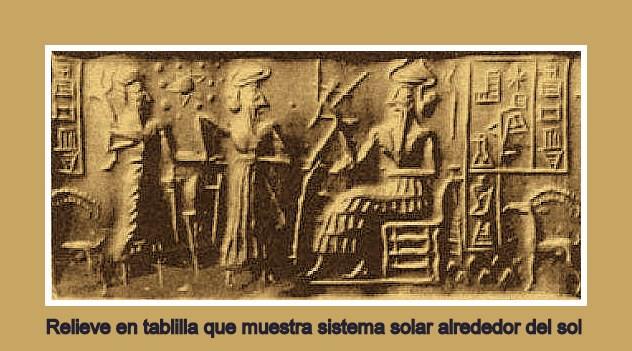 Relieve en tablilla que muestra sistema solar alrededor del sol